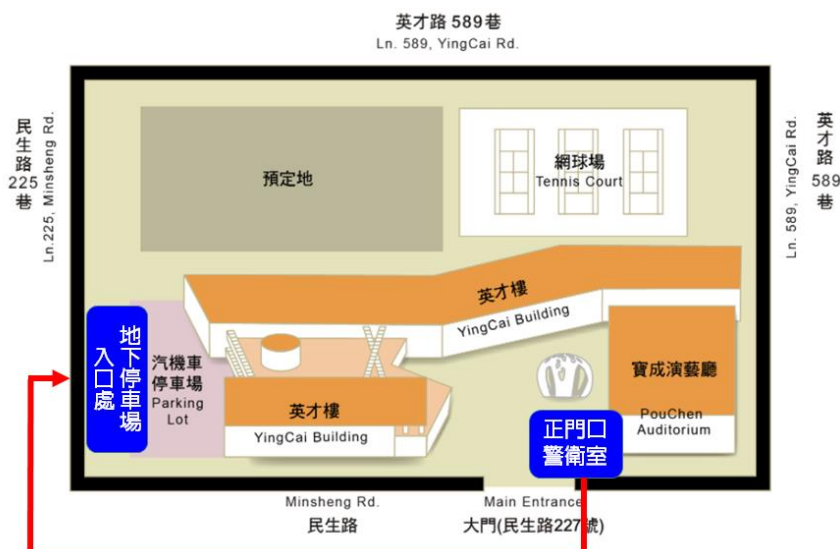 英才路 589巷
Ln. 589, YingCai Rd.
民生路225巷
Ln.225, Minsheng Rd.
預定地
網球場
Tennis Court
英才路589巷
Ln. 589, YingCai Rd.
英才樓
YingCai Building
地下停車場
入口處
汽機車
停車場
Parking
Lot
英才樓
YingCai Building
寶成演藝廳
PouChen
Auditorium
正門口
警衛室
Minsheng Rd.
民生路
Main Entrance
大門(民生路227號)